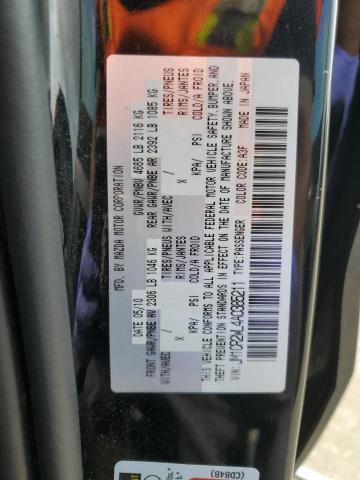 MFD. BY MAZDA MOTOR CORPORATION
DATE 05/10 GVWR/PNBV 4665 LB 2116 KG
FRONT GAWR/PNBE AV 2306 LB 1046 KG REAR GAWR/PNBE AR 2392 LB 1085 KG
WITH/AVEC TIRES/PNEUS WITH/AVEC TIRES/PNEUS
/ X RIMS/JANTES / X RIMS/JANTES
KPA/ PSI COLD/A FROID KPA/ PSI COLD/A FROID
THIS VEHICLE CONFORMS TO ALL APPLICABLE FEDERAL MOTOR VEHICLE SAFETY, BUMPER, AND
THEFT PREVENTION STANDARDS IN EFFECT ON THE DATE OF MANUFACTURE SHOWN ABOVE.
VIN: JM1CR2WL4A0385211 TYPE:PASSENGER COLOR CODE:A3F MADE IN JAPAN
(CD84B)